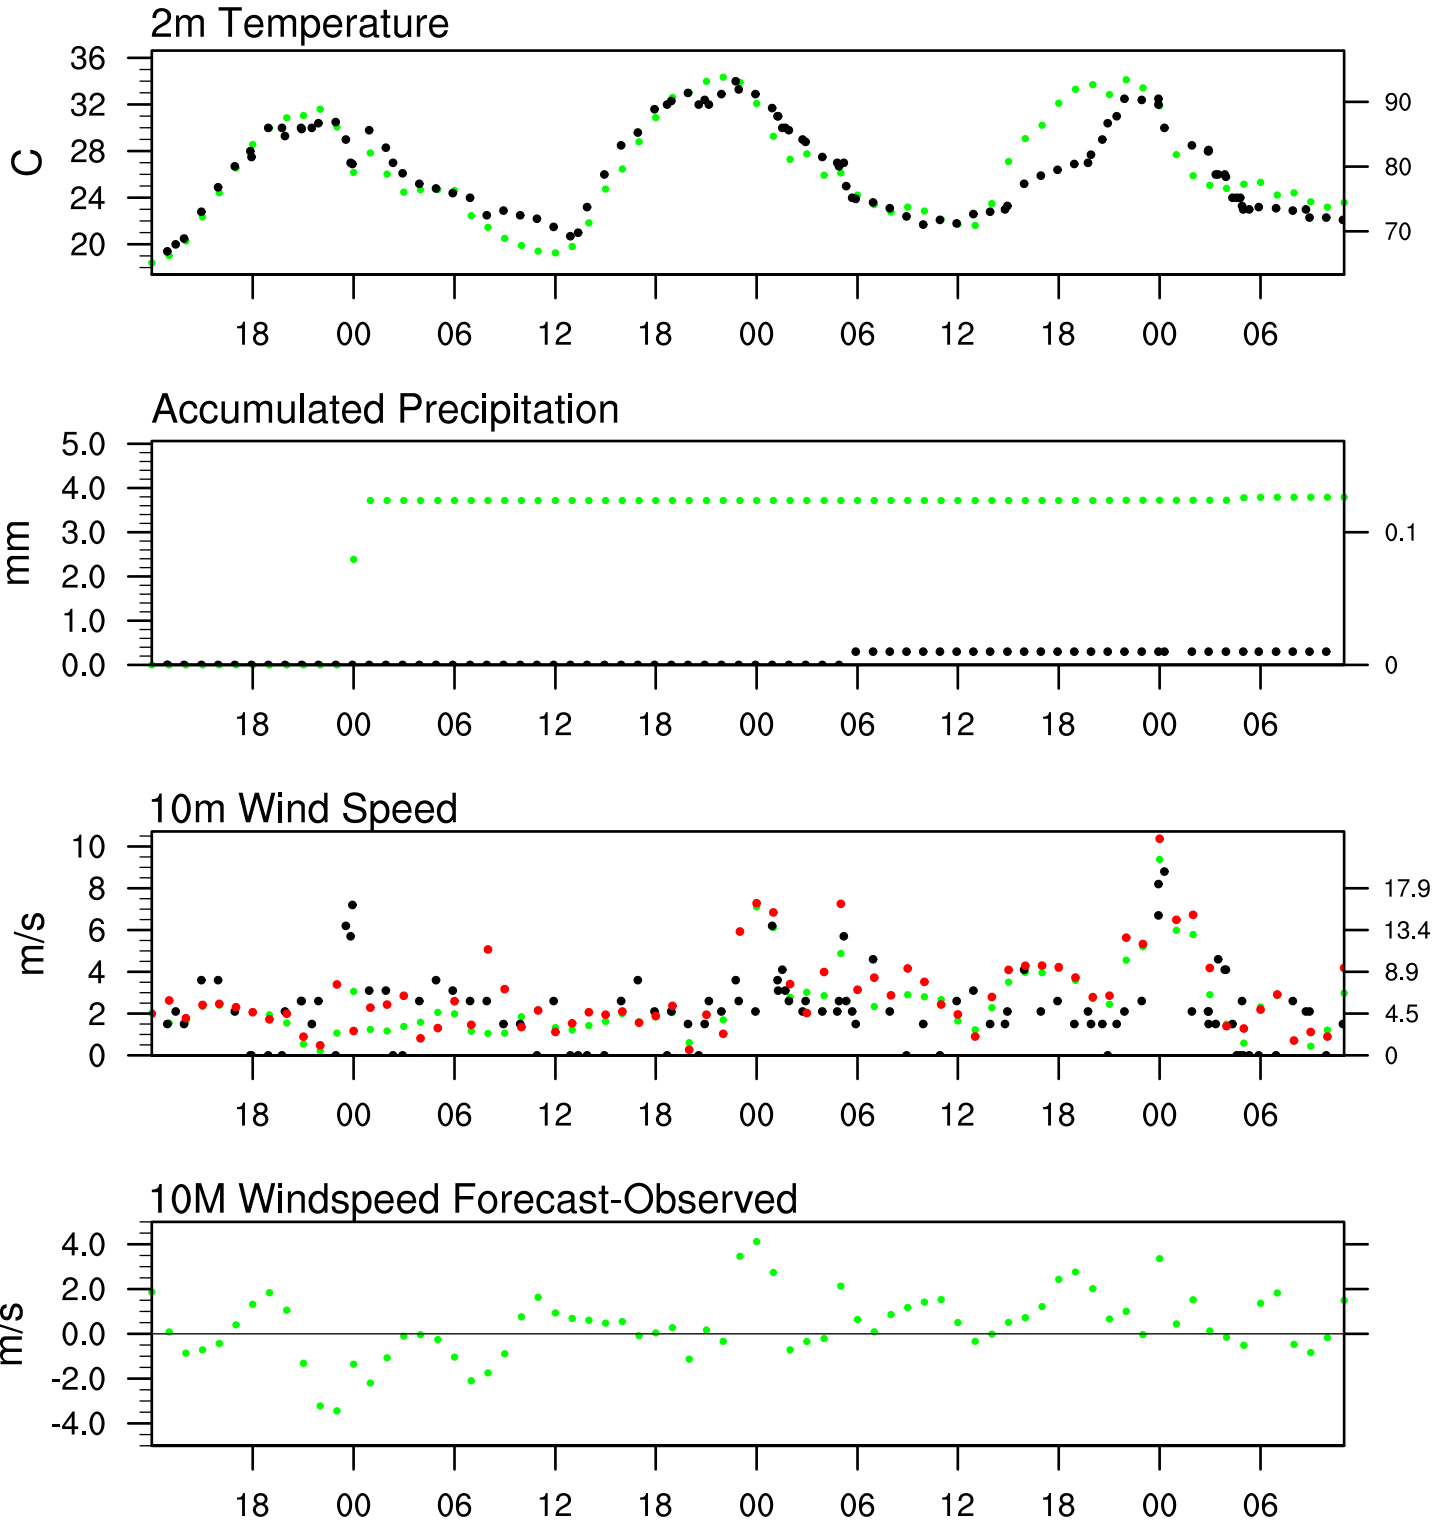 2m Temperature
36
32
28
24
20
C
90
80
70
18 00 06 12 18 00 06 12 18 00 06
Accumulated Precipitation
5.0
4.0
3.0
2.0
1.0
0.0
mm
0.1
0
18 00 06 12 18 00 06 12 18 00 06
10m Wind Speed
10
8
6
4
2
0
m/s
17.9
13.4
8.9
4.5
0
18 00 06 12 18 00 06 12 18 00 06
10M Windspeed Forecast-Observed
4.0
2.0
0.0
-2.0
-4.0
m/s
18 00 06 12 18 00 06 12 18 00 06